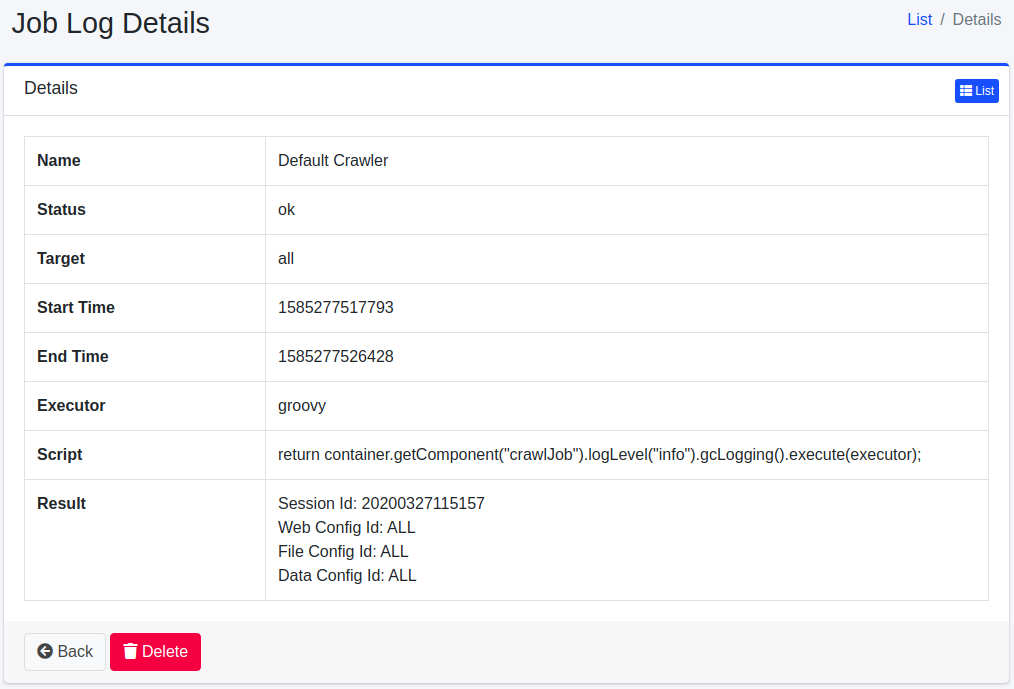 Job Log Details
List / Details
Details
List
Name Default Crawler
Status ok
Target all
Start Time 1585277517793
End Time 1585277526428
Executor groovy
Script return container.getComponent("crawlJob").logLevel("info").gcLogging().execute(executor);
Result Session Id: 20200327115157
Web Config Id: ALL
File Config Id: ALL
Data Config Id: ALL
Back Delete